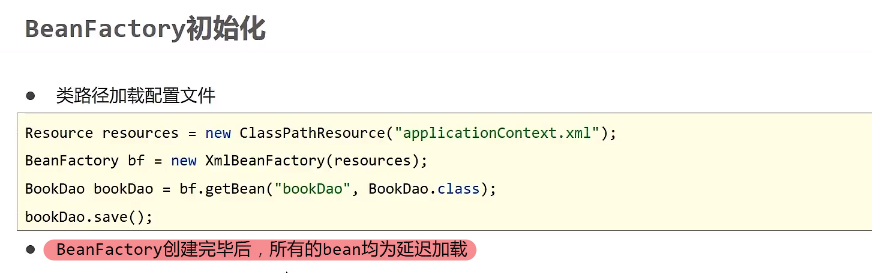 BeanFactory初始化
● 类路径加载配置文件
Resource resources = new ClassPathResource("applicationContext.xml");
BeanFactory bf = new XmlBeanFactory(resources);
BookDao bookDao = bf.getBean("bookDao", BookDao.class);
bookDao.save();
● BeanFactory创建完毕后，所有的bean均为延迟加载